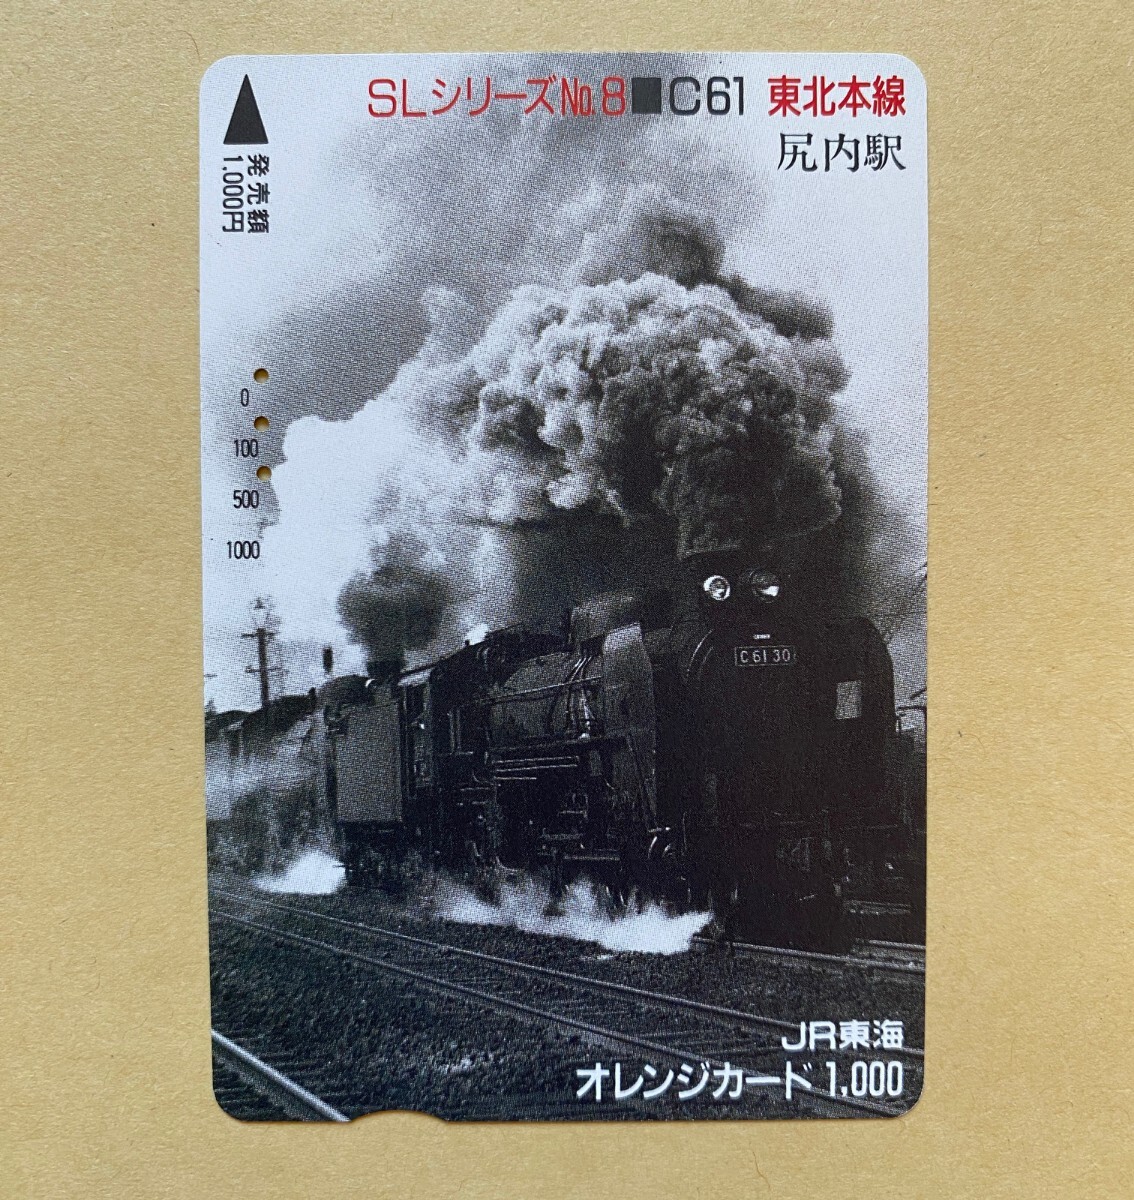 SLシリーズNo.8■C61 東北本線
尻内駅
発売額
1,000円
0
100
500
1000
C61 30
JR東海
オレンジカード 1,000